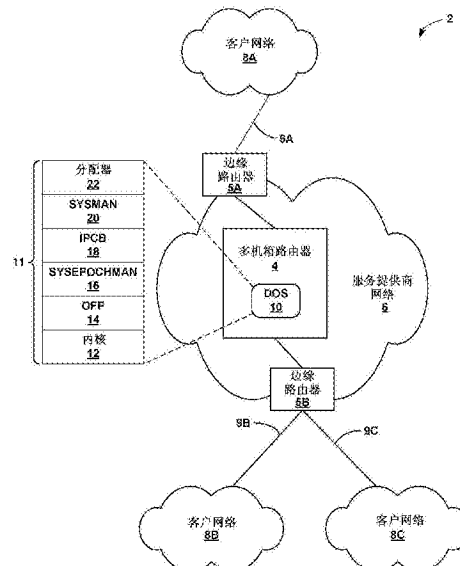 2
客户网络
8A
9A
边缘
路由器
5A
分配器
22
SYSMAN
20
IPCB
18
SYSEPOCHMAN
16
OFP
14
内核
12
11
多机箱路由器
4
DOS
10
服务提供商
网络
6
边缘
路由器
5B
9B
9C
客户网络
8B
客户网络
8C